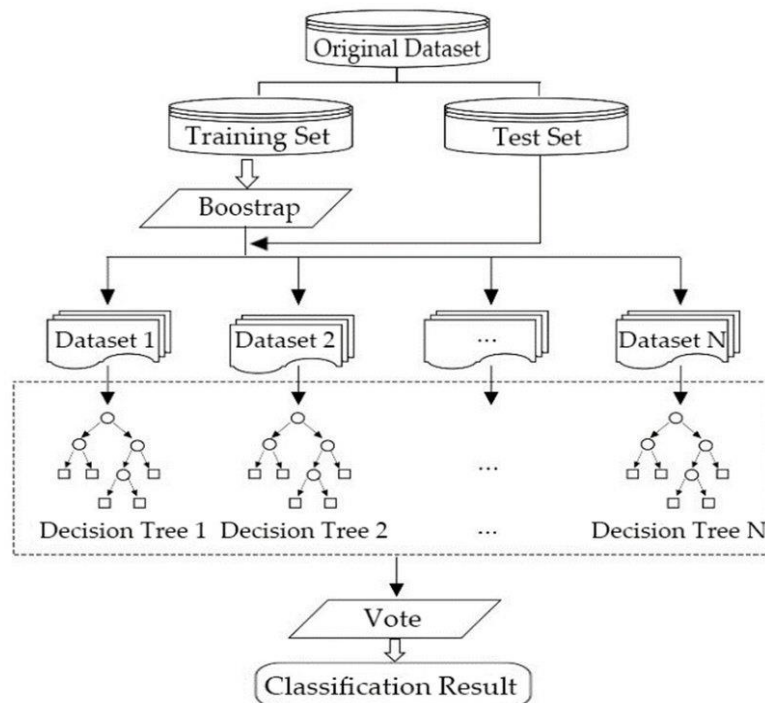 Original Dataset
Training Set
Test Set
Boostrap
Dataset 1
Dataset 2
...
Dataset N
...
Decision Tree 1
Decision Tree 2
...
Decision Tree N
Vote
Classification Result